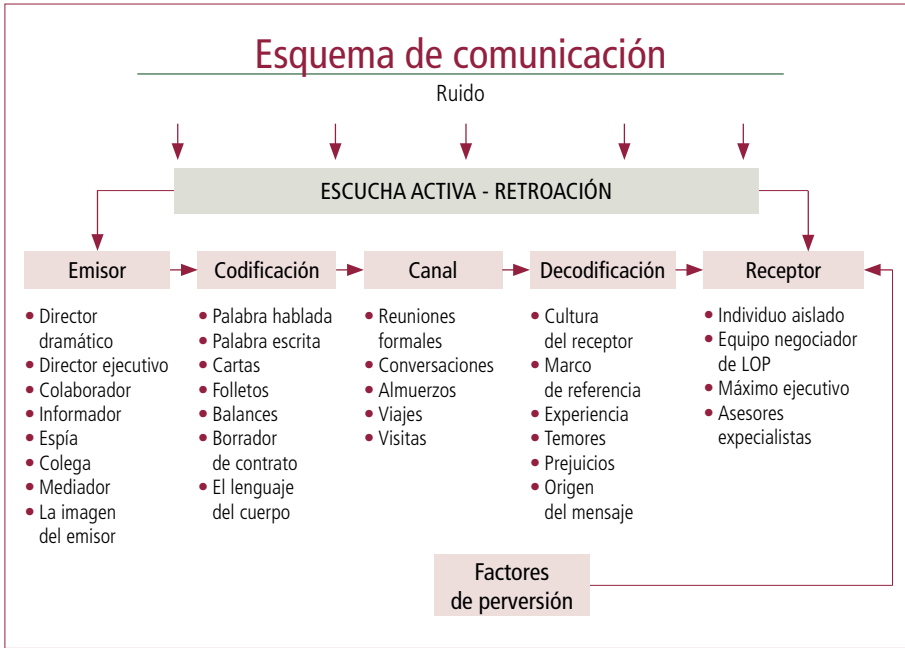 Esquema de comunicación
Ruido
ESCUCHA ACTIVA - RETROACIÓN
Emisor
• Director
dramático
• Director ejecutivo
• Colaborador
• Informador
• Espía
• Colega
• Mediador
• La imagen
del emisor
Codificación
• Palabra hablada
• Palabra escrita
• Cartas
• Folletos
• Balances
• Borrador
de contrato
• El lenguaje
del cuerpo
Canal
• Reuniones
formales
• Conversaciones
• Almuerzos
• Viajes
• Visitas
Decodificación
• Cultura
del receptor
• Marco
de referencia
• Experiencia
• Temores
• Prejuicios
• Origen
del mensaje
Receptor
• Individuo aislado
• Equipo negociador
de LOP
• Máximo ejecutivo
• Asesores
expecialistas
Factores
de perversión